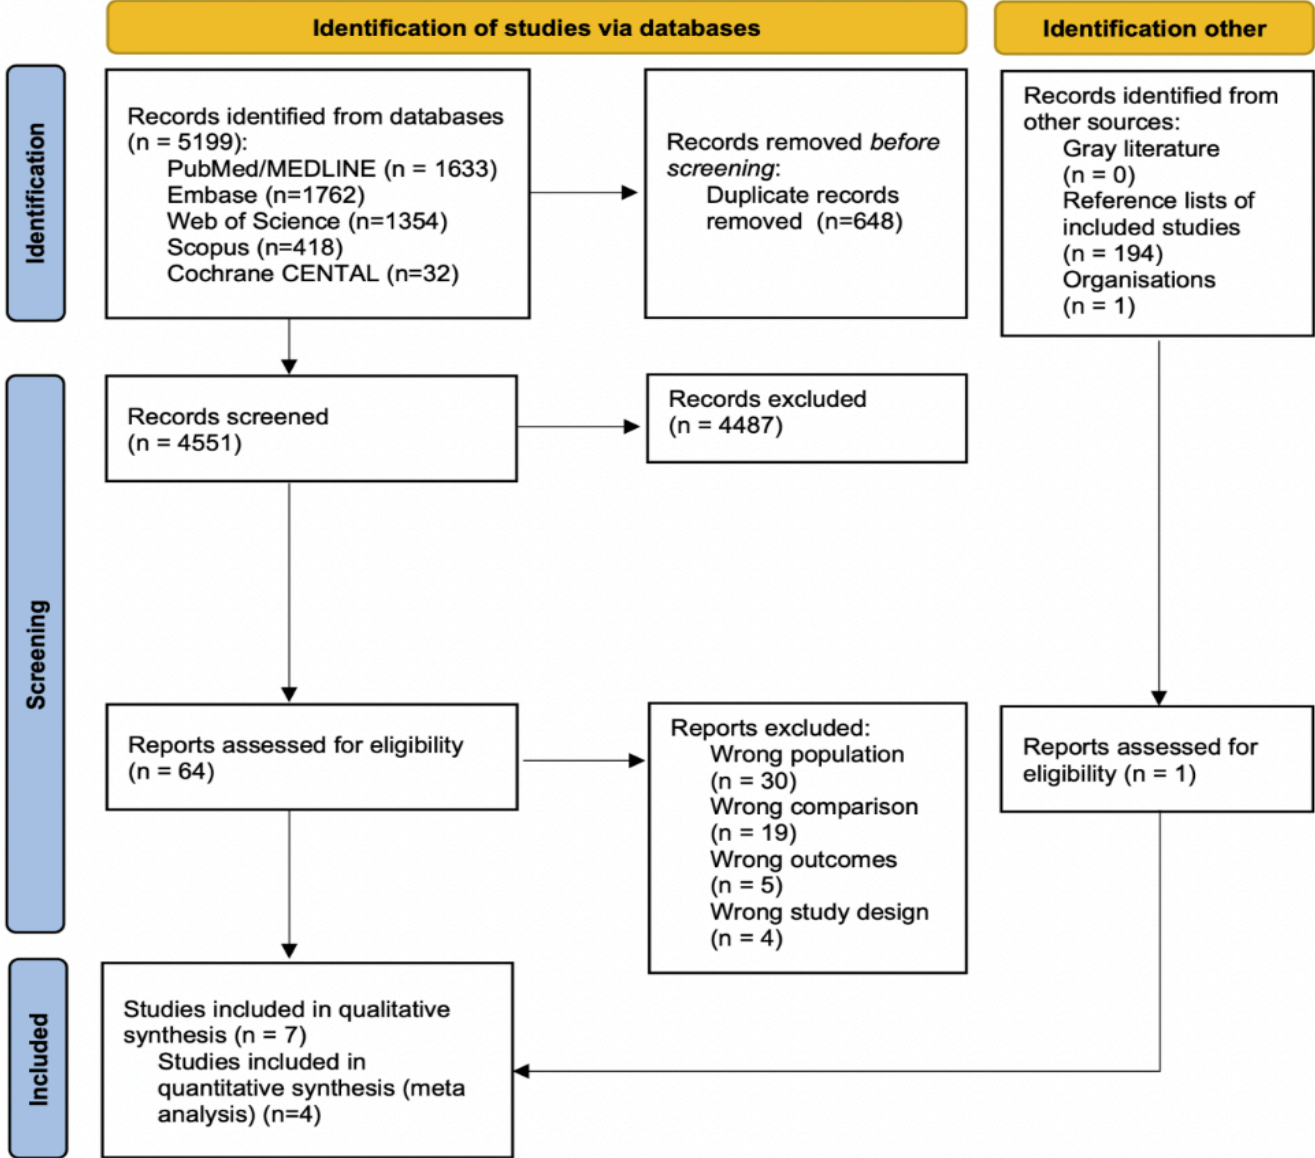 Identification of studies via databases
Identification other
Identification
Records identified from databases
(n = 5199):
PubMed/MEDLINE (n = 1633)
Embase (n=1762)
Web of Science (n=1354)
Scopus (n=418)
Cochrane CENTAL (n=32)
Records removed before
screening:
Duplicate records
removed (n=648)
Records identified from
other sources:
Gray literature
(n = 0)
Reference lists of
included studies
(n = 194)
Organisations
(n = 1)
Screening
Records screened
(n = 4551)
Records excluded
(n = 4487)
Reports assessed for eligibility
(n = 64)
Reports excluded:
Wrong population
(n = 30)
Wrong comparison
(n = 19)
Wrong outcomes
(n = 5)
Wrong study design
(n = 4)
Reports assessed for
eligibility (n = 1)
Included
Studies included in qualitative
synthesis (n = 7)
Studies included in
quantitative synthesis (meta
analysis) (n=4)